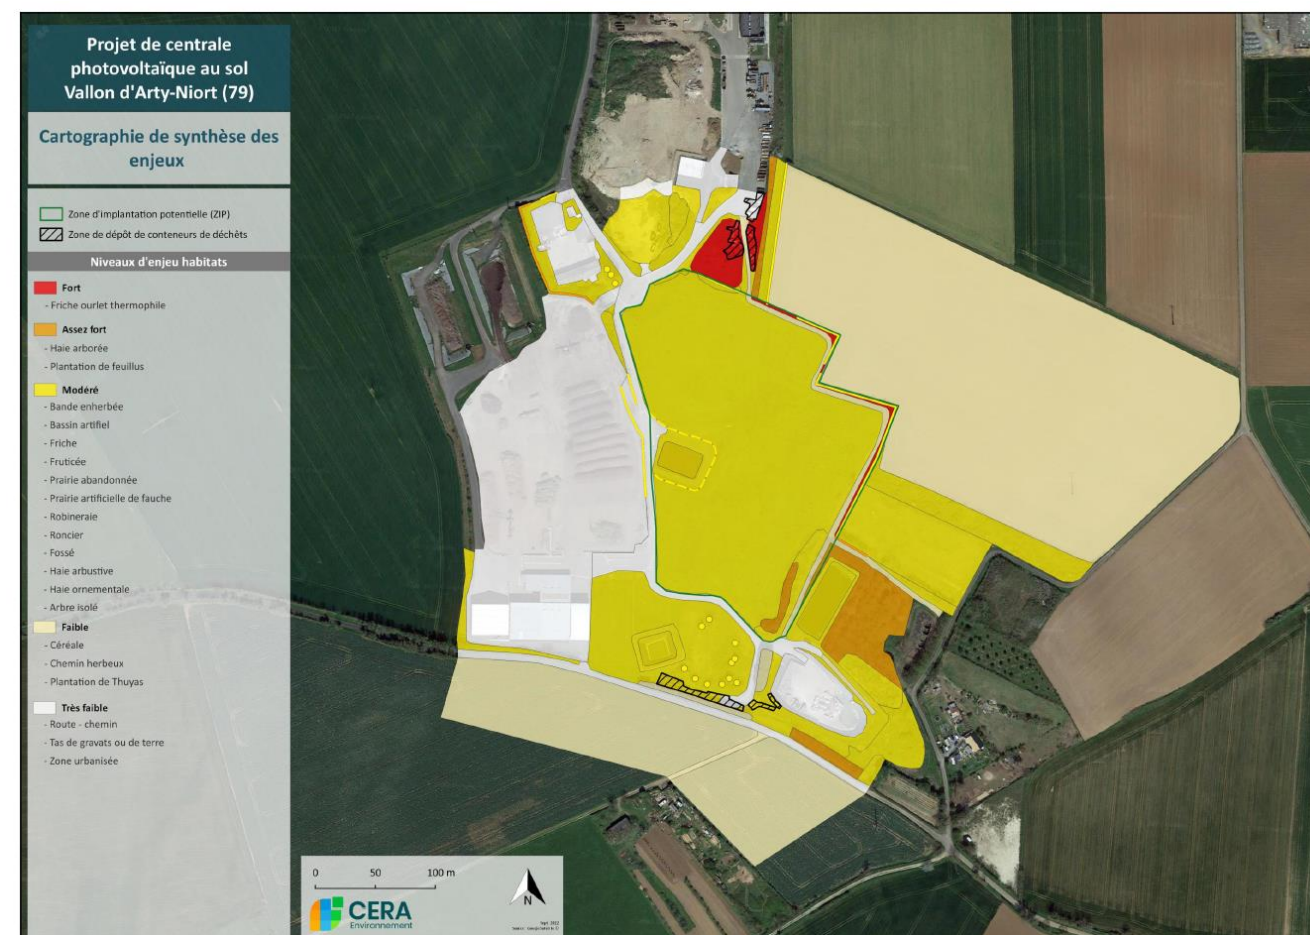 Projet de centrale
photovoltaïque au sol
Vallon d'Arty-Niort (79)
Cartographie de synthèse des
enjeux
Zone d'implantation potentielle (ZIP)
Zone de dépôt de conteneurs de déchêts
Niveaux d'enjeu habitats
Fort
- Friche ourlet thermophile
Assez fort
- Haie arborée
- Plantation de feuillus
Modéré
- Bande enherbée
- Bassin artifiel
- Friche
- Fruticée
- Prairie abandonnée
- Prairie artificielle de fauche
- Robineraie
- Roncier
- Fossé
- Haie arbustive
- Haie ornementale
- Arbre isolé
Faible
- Céréale
- Chemin herbeux
- Plantation de Thuyas
Très faible
- Route - chemin
- Tas de gravats ou de terre
- Zone urbanisée
0 50 100 m
N
CERA
Environnement